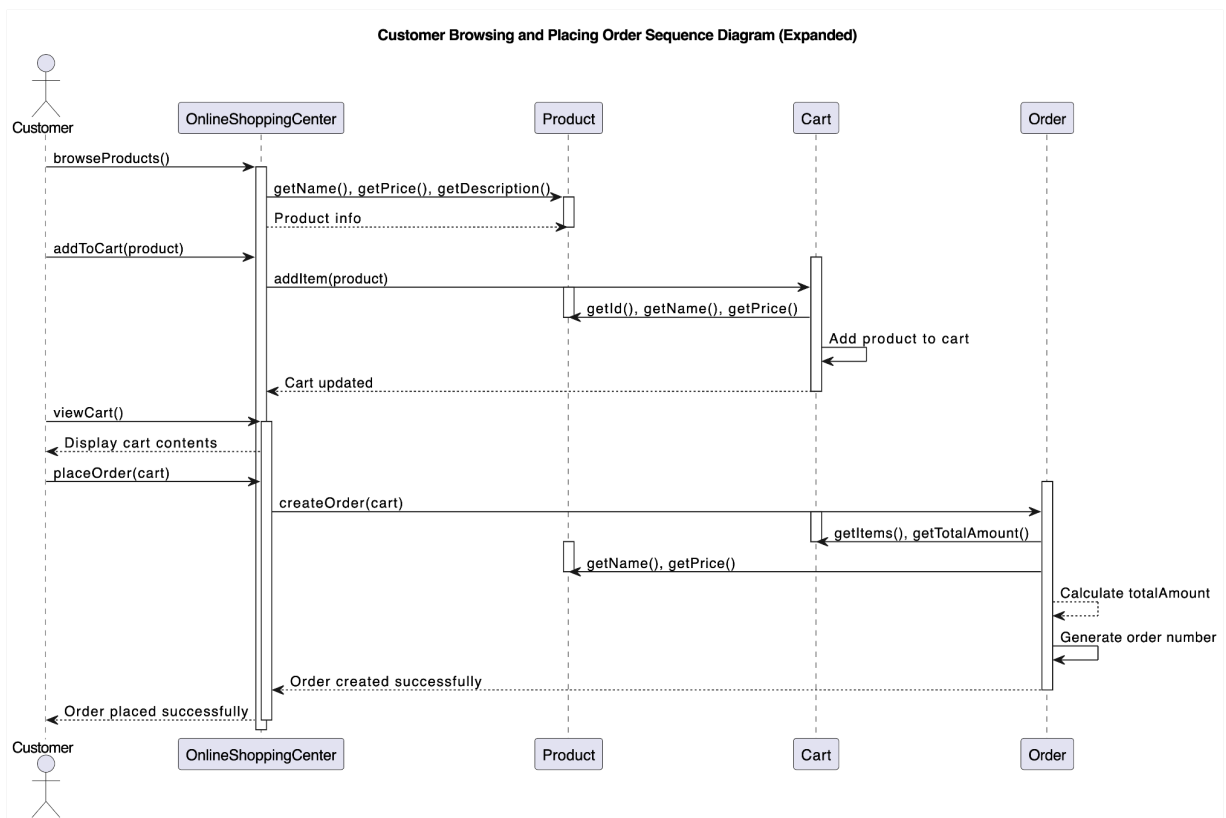 Customer Browsing and Placing Order Sequence Diagram (Expanded)
Customer
OnlineShoppingCenter
Product
Cart
Order
browseProducts()
getName(), getPrice(), getDescription()
Product info
addToCart(product)
addItem(product)
getId(), getName(), getPrice()
Add product to cart
Cart updated
viewCart()
Display cart contents
placeOrder(cart)
createOrder(cart)
getItems(), getTotalAmount()
getName(), getPrice()
Calculate totalAmount
Generate order number
Order created successfully
Order placed successfully
Customer
OnlineShoppingCenter
Product
Cart
Order